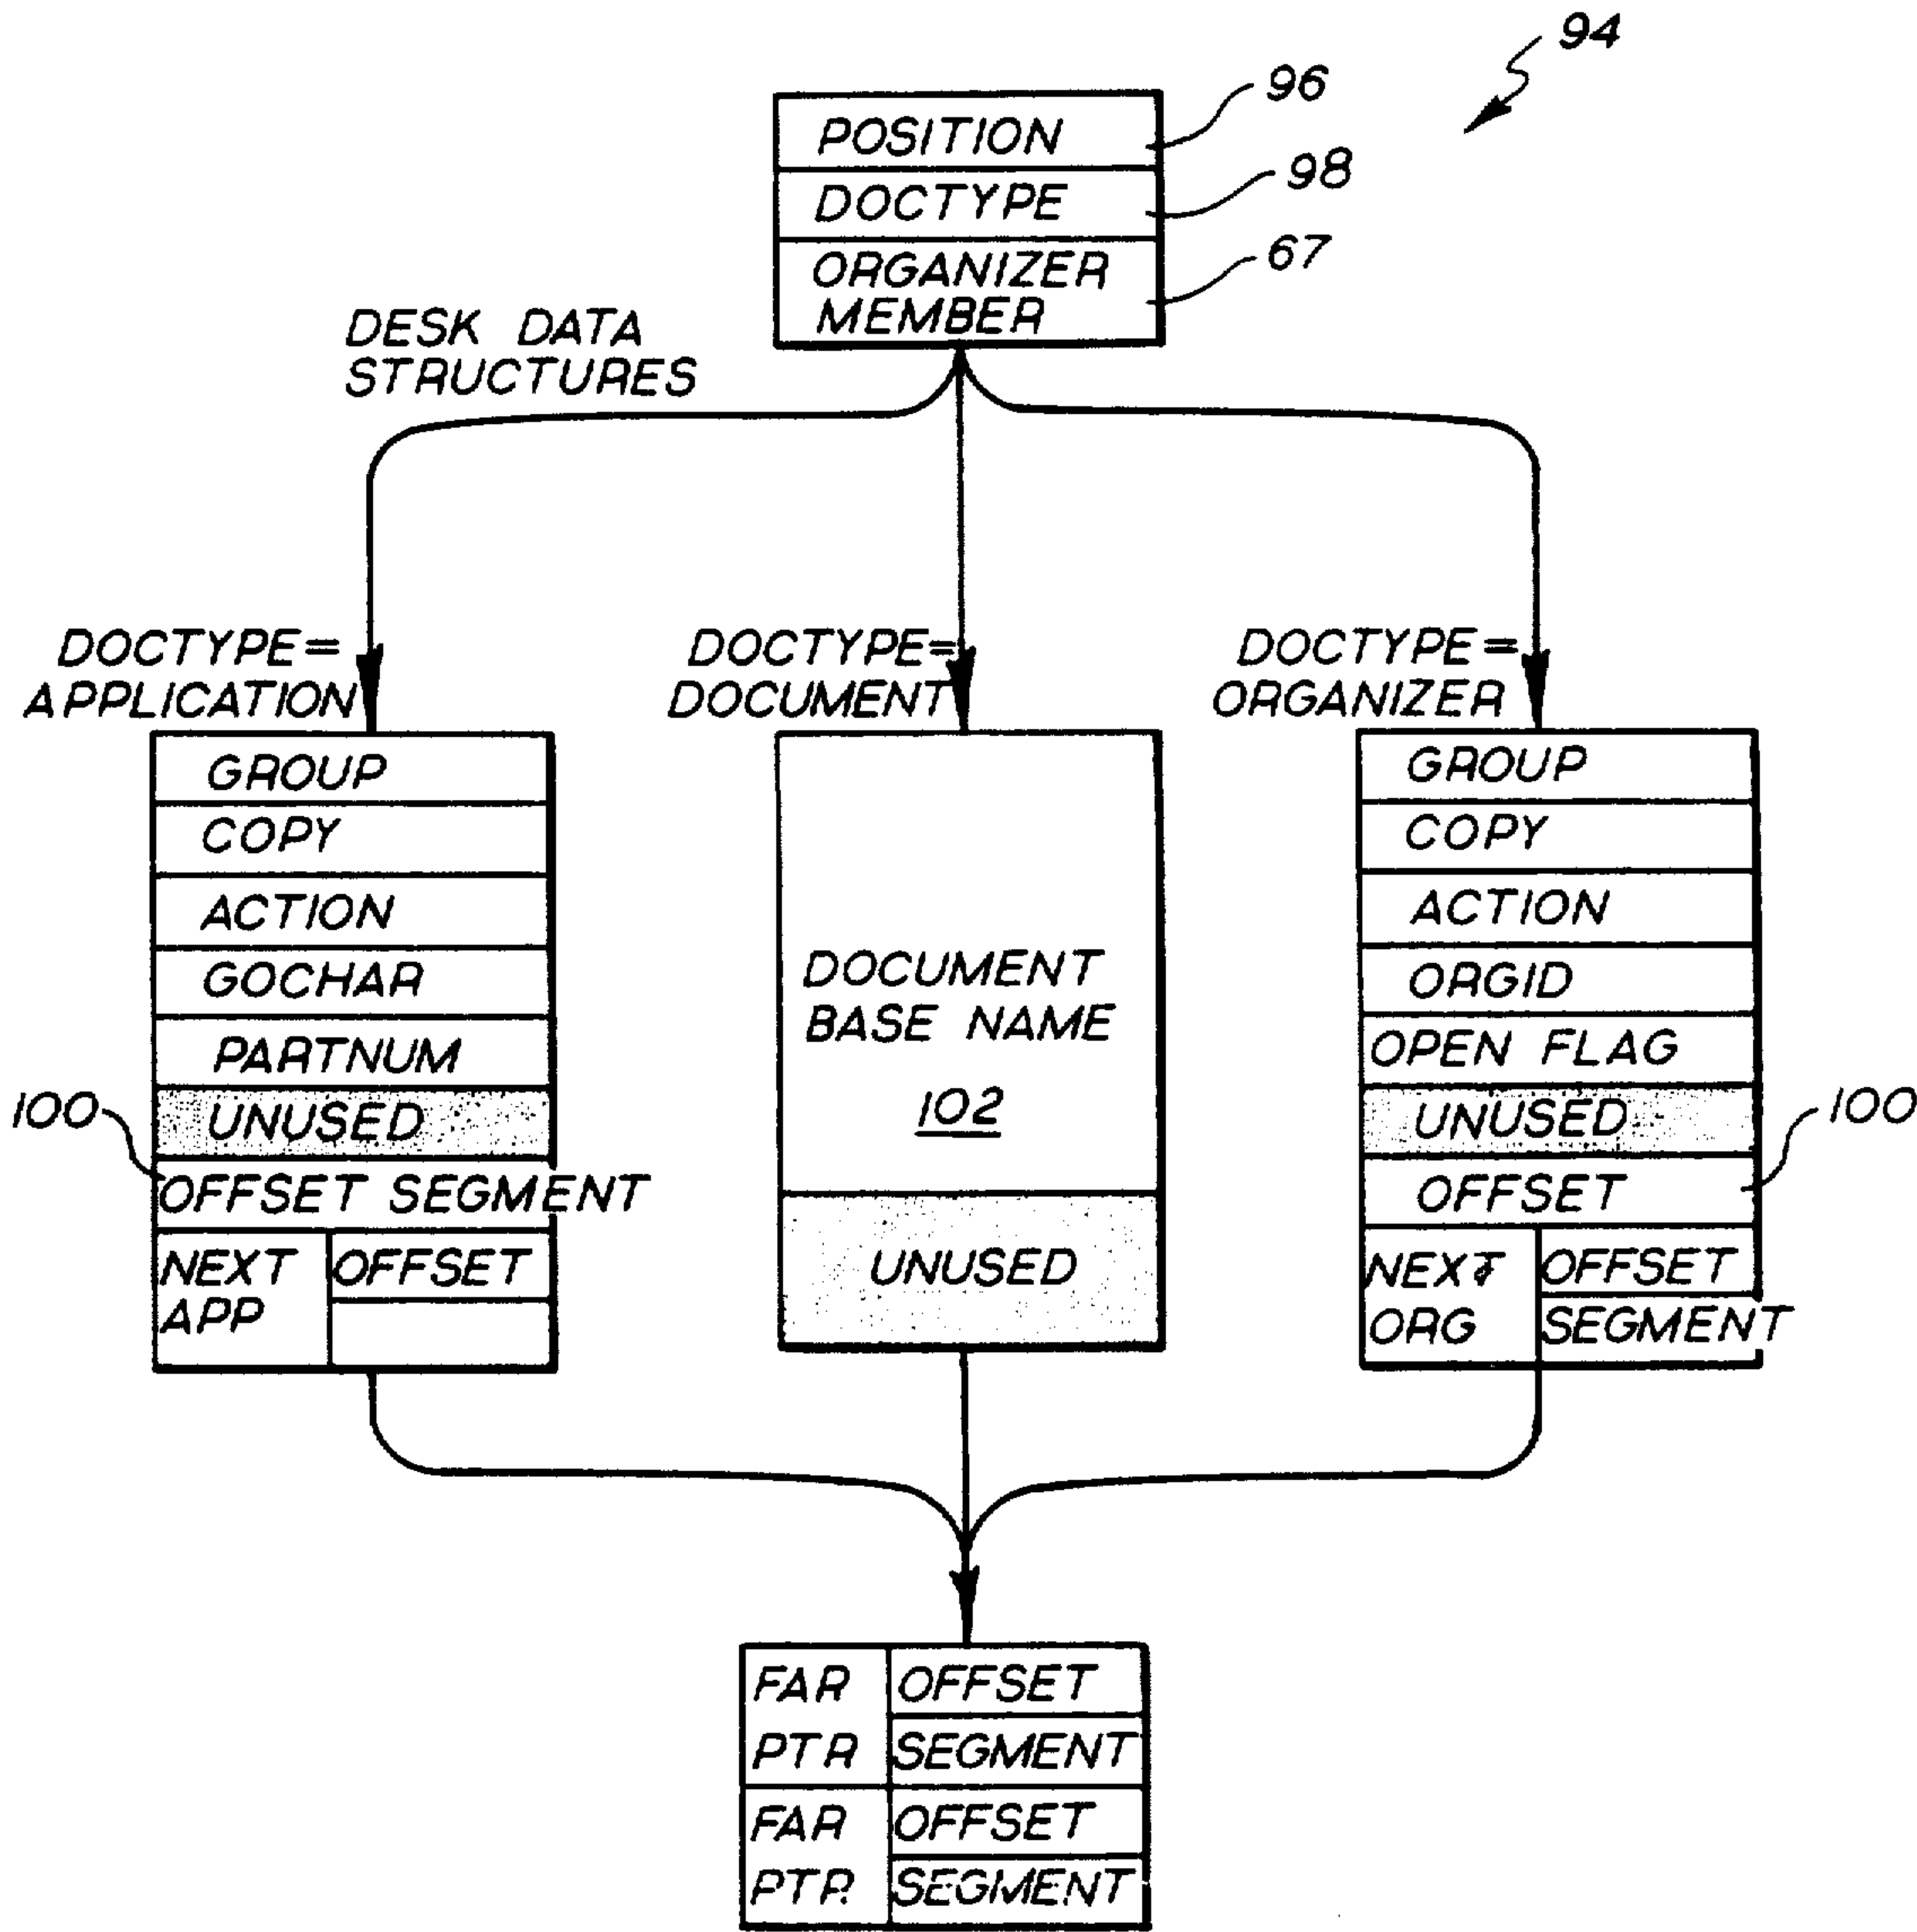 94
POSITION
96
DOCTYPE
98
ORGANIZER
MEMBER
67
DESK DATA
STRUCTURES
DOCTYPE=
APPLICATION
GROUP
COPY
ACTION
GOCHAR
PARTNUM
UNUSED
100
OFFSET SEGMENT
NEXT
APP
OFFSET
DOCTYPE=
DOCUMENT
DOCUMENT
BASE NAME
102
UNUSED
DOCTYPE=
ORGANIZER
GROUP
COPY
ACTION
ORGID
OPEN FLAG
UNUSED
100
OFFSET
NEXT
ORG
OFFSET
SEGMENT
FAR
PTR
OFFSET
SEGMENT
FAR
PTR
OFFSET
SEGMENT